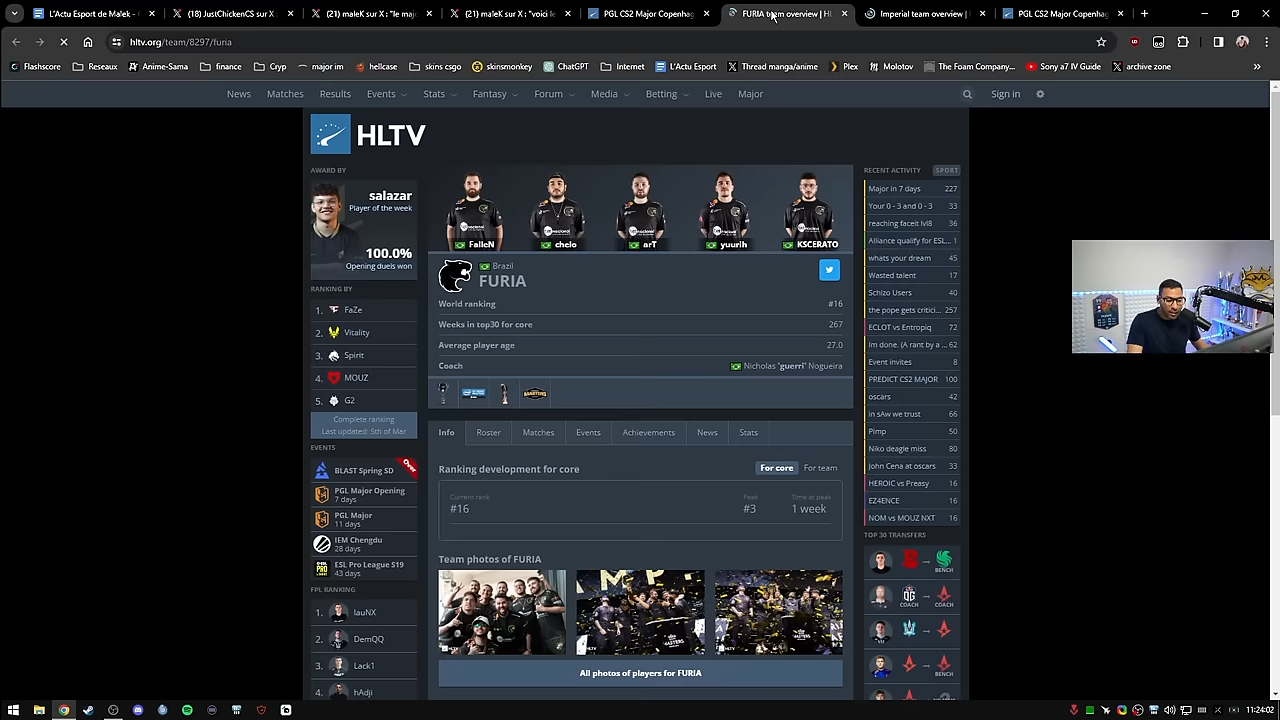 L'Actu Esport de Malek -
(18) JustChickenCS sur X
(21) maleK sur X : "le maj
(21) maleK sur X : "voici le
PGL CS2 Major Copenhag
FURIA team overview | HL
Imperial team overview |
PGL CS2 Major Copenhag
hltv.org/team/8297/furia
Flashscore
Reseaux
Anime-Sama
finance
Cryp
major im
hellcase
skins csgo
skinsmonkey
ChatGPT
Internet
L'Actu Esport
Thread manga/anime
Plex
Molotov
The Foam Company...
Sony a7 IV Guide
archive zone
News Matches Results Events Stats Fantasy Forum Media Betting Live Major
Sign in
HLTV
AWARD BY
salazar
Player of the week
100.0%
Opening duels won
RANKING BY
1. FaZe
2. Vitality
3. Spirit
4. MOUZ
5. G2
Complete ranking
Last updated: 5th of Mar
EVENTS
BLAST Spring SD
Over
PGL Major Opening
7 days
PGL Major
11 days
IEM Chengdu
28 days
ESL Pro League S19
43 days
FPL RANKING
1. lauNX
2. DemQQ
3. Lack1
4. hAdji
FalleN
chelo
arT
yuurih
KSCERATO
Brazil
FURIA
World ranking #16
Weeks in top30 for core 267
Average player age 27.0
Coach Nicholas "guerri" Nogueira
Info Roster Matches Events Achievements News Stats
Ranking development for core
For core For team
Current rank
#16
Peak
#3
Time at peak
1 week
Team photos of FURIA
All photos of players for FURIA
RECENT ACTIVITY SPORT
Major in 7 days 227
Your 0 - 3 and 0 - 3 33
reaching faceit lvl8 36
Alliance qualify for ESL... 1
whats your dream 45
Wasted talent 17
Schizo Users 40
the pope gets critici... 257
ECLOT vs Entropiq 72
Im done. (A rant by a ... 62
Event invites 8
PREDICT CS2 MAJOR 100
oscars 42
in sAw we trust 66
Pimp 50
Niko deagle miss 80
John Cena at oscars 33
HEROIC vs Preasy 16
EZ4ENCE 16
NOM vs MOUZ NXT 16
TOP 30 TRANSFERS
BENCH
COACH
COACH
BENCH
11:24:02